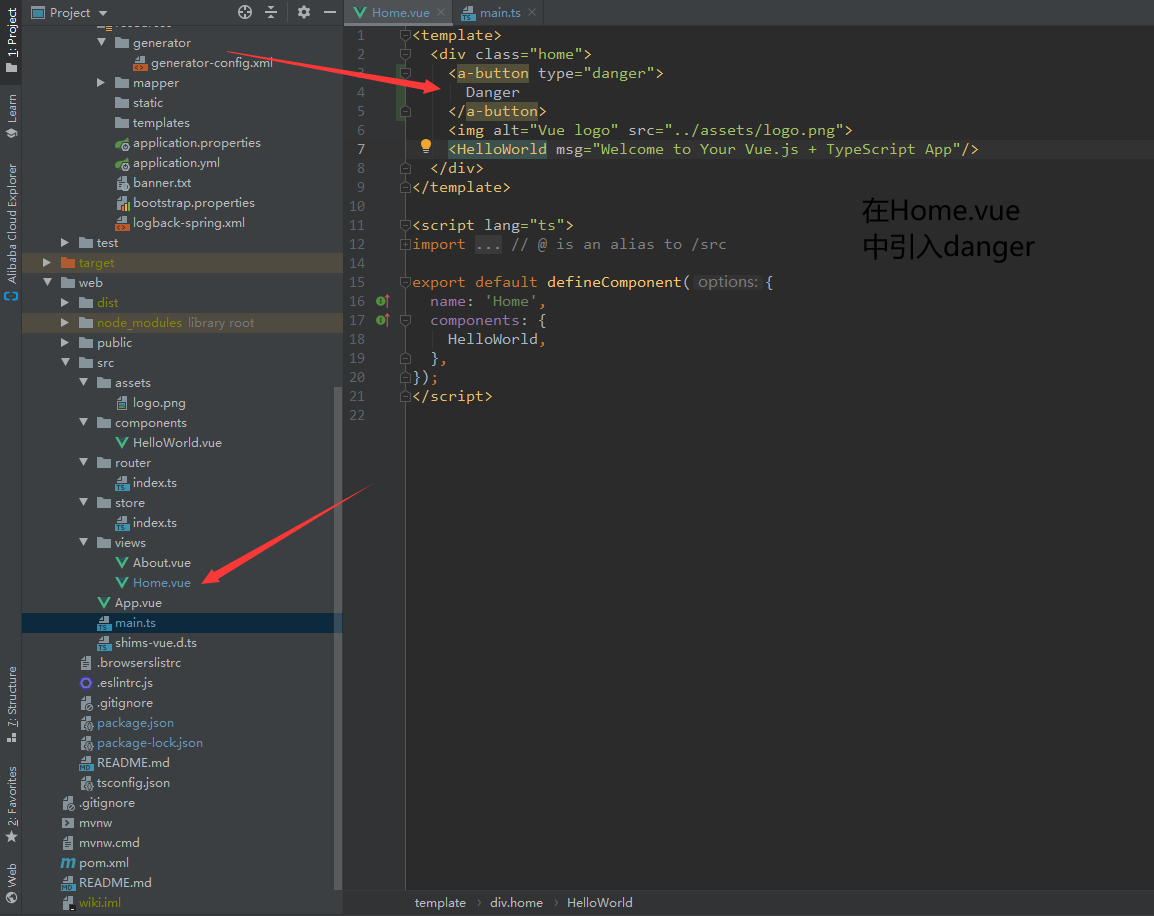 Project
Home.vue
main.ts
1: Project
Learn
Alibaba Cloud Explorer
7: Structure
2: Favorites
Web
generator
generator-config.xml
mapper
static
templates
application.properties
application.yml
banner.txt
bootstrap.properties
logback-spring.xml
test
target
web
dist
node_modules library root
public
src
assets
logo.png
components
HelloWorld.vue
router
index.ts
store
index.ts
views
About.vue
Home.vue
App.vue
main.ts
shims-vue.d.ts
.browserslistrc
.eslintrc.js
.gitignore
package.json
package-lock.json
README.md
tsconfig.json
.gitignore
mvnw
mvnw.cmd
pom.xml
README.md
wiki.iml
1 <template>
2 <div class="home">
3 <a-button type="danger">
4 Danger
5 </a-button>
6 <img alt="Vue logo" src="../assets/logo.png">
7 <HelloWorld msg="Welcome to Your Vue.js + TypeScript App"/>
8 </div>
9 </template>
10
11 <script lang="ts">
12 import ... // @ is an alias to /src
14
15 export default defineComponent( options: {
16 name: 'Home',
17 components: {
18 HelloWorld,
19 },
20 });
21 </script>
22
在Home.vue
中引入danger
template › div.home › HelloWorld